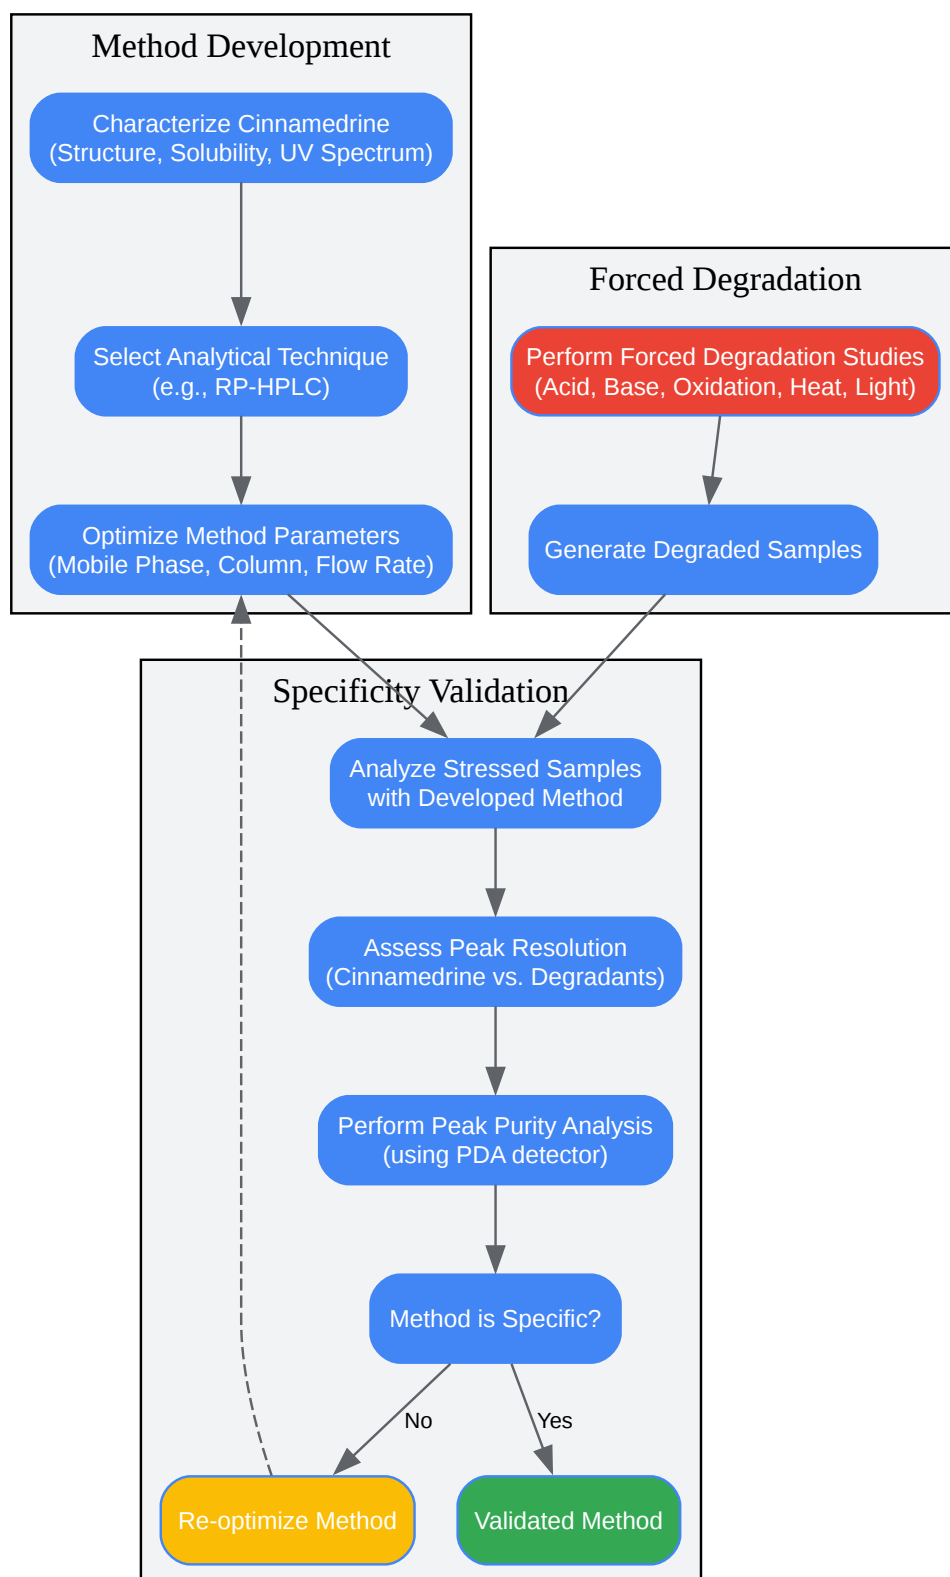 Method Development
Characterize Cinnamedrine
(Structure, Solubility, UV Spectrum)
Select Analytical Technique
(e.g., RP-HPLC)
Optimize Method Parameters
(Mobile Phase, Column, Flow Rate)
Forced Degradation
Perform Forced Degradation Studies
(Acid, Base, Oxidation, Heat, Light)
Generate Degraded Samples
Specificity Validation
Analyze Stressed Samples
with Developed Method
Assess Peak Resolution
(Cinnamedrine vs. Degradants)
Perform Peak Purity Analysis
(using PDA detector)
Method is Specific?
No
Yes
Re-optimize Method
Validated Method